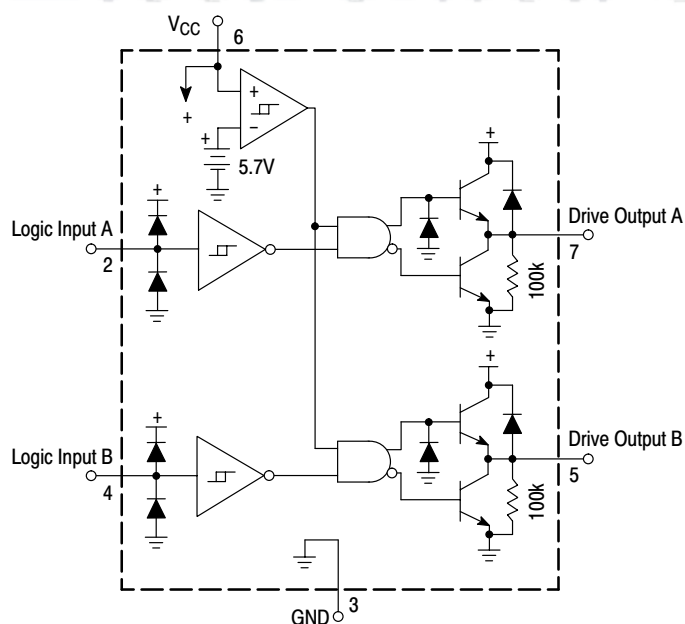 VCC
6
+
+
+
−
5.7V
+
+
Logic Input A
2
Drive Output A
7
100k
+
+
Logic Input B
4
Drive Output B
5
100k
3
GND